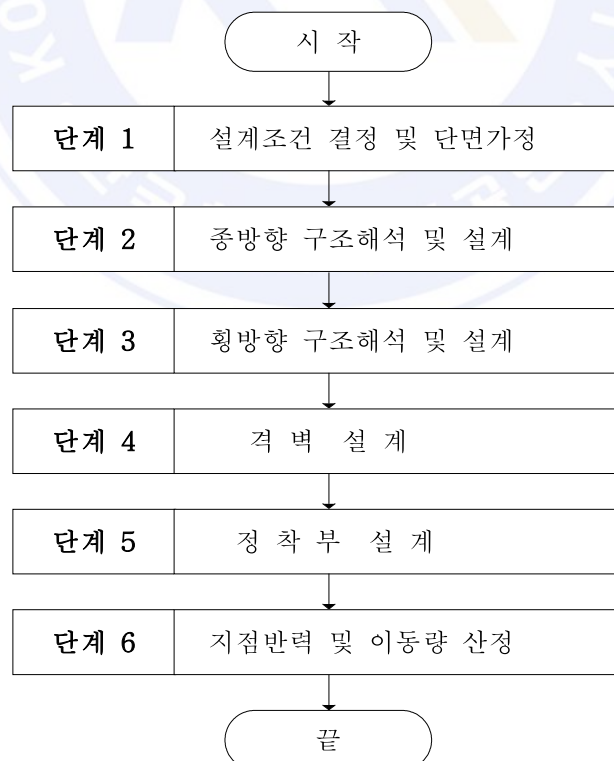 시 작
단계 1 설계조건 결정 및 단면가정
단계 2 종방향 구조해석 및 설계
단계 3 횡방향 구조해석 및 설계
단계 4 격 벽 설 계
단계 5 정 착 부 설 계
단계 6 지점반력 및 이동량 산정
끝